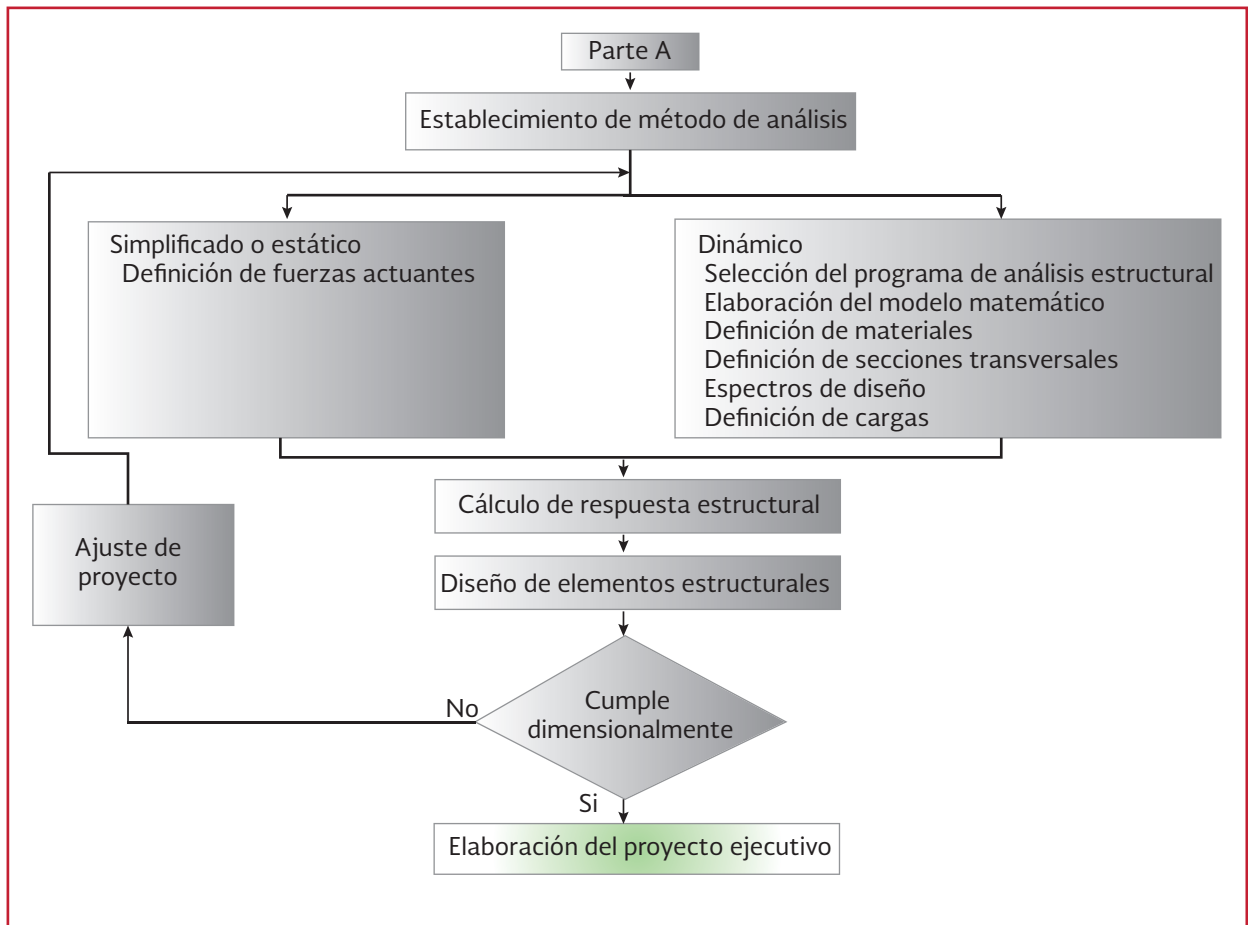 Parte A
Establecimiento de método de análisis
Simplificado o estático
Definición de fuerzas actuantes
Dinámico
Selección del programa de análisis estructural
Elaboración del modelo matemático
Definición de materiales
Definición de secciones transversales
Espectros de diseño
Definición de cargas
Cálculo de respuesta estructural
Ajuste de
proyecto
Diseño de elementos estructurales
No
Cumple
dimensionalmente
Si
Elaboración del proyecto ejecutivo